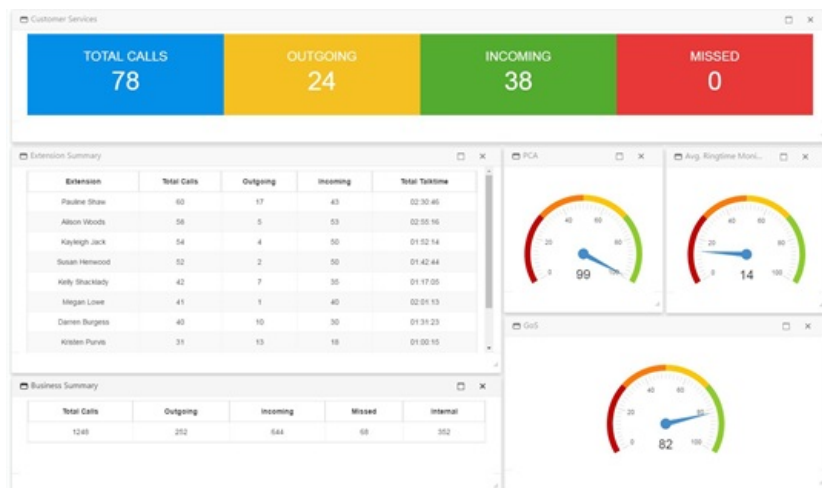 Customer Services
TOTAL CALLS OUTGOING INCOMING MISSED
78 24 38 0
Extension Summary
Extension Total Calls Outgoing Incoming Total Talktime
Pauline Shaw 60 17 43 02:30:46
Alison Woods 58 5 53 02:55:16
Kayleigh Jack 54 4 50 01:52:14
Susan Henwood 52 2 50 01:42:44
Kelly Shacklady 42 7 35 01:17:05
Megan Lowe 41 1 40 02:01:13
Darren Burgess 40 10 30 01:31:23
Kristen Purvis 31 13 18 01:00:15
Business Summary
Total Calls Outgoing Incoming Missed Internal
1248 252 644 68 352
PCA
40 60
20 80
0 99 100
Avg. Ringtime Moni...
40 60
20 80
0 14 100
GoS
40 60
20 80
0 82 100